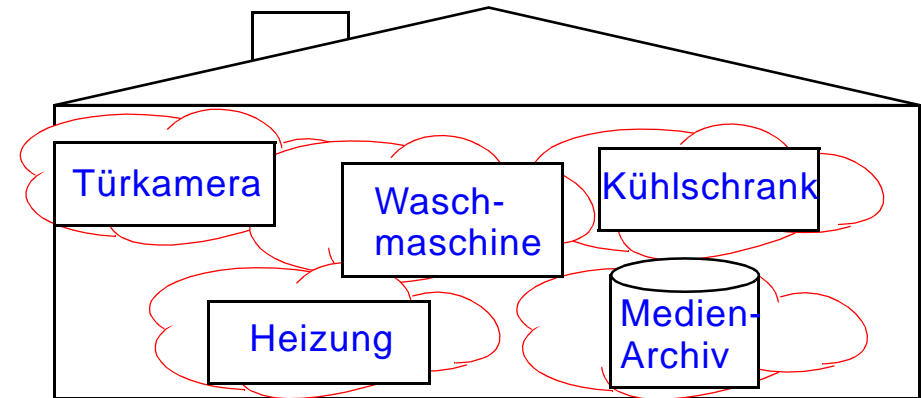 Türkamera
Wasch-
maschine
Kühlschrank
Heizung
Medien-
Archiv